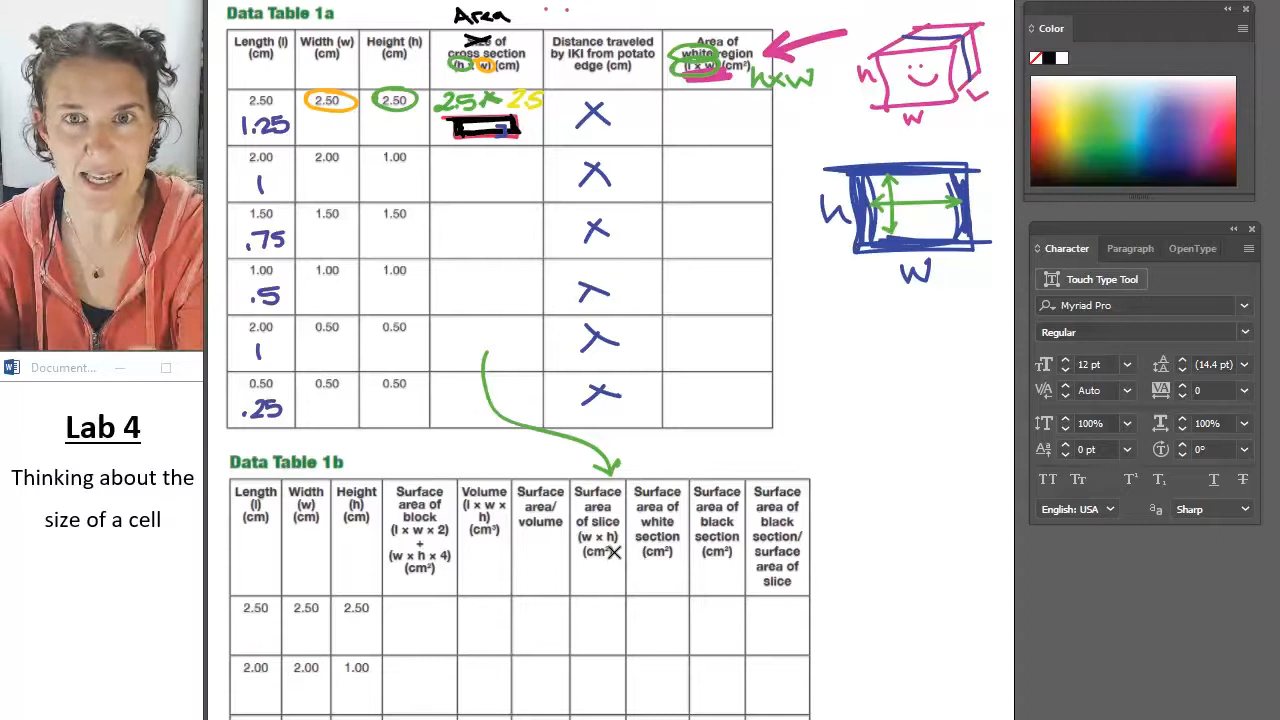 Data Table 1a
Area
Length (l) (cm)
Width (w) (cm)
Height (h) (cm)
of cross section (h w) (cm)
Distance traveled by IKI from potato edge (cm)
Area of white region (l × w) (cm²)
h×w
2.50 2.50 2.50 2.5 × 2.5
1.25 X
2.00 2.00 1.00
1 X
1.50 1.50 1.50
.75 X
1.00 1.00 1.00
.5 X
2.00 0.50 0.50
1 X
0.50 0.50 0.50
.25 X
h
w
L
h
w
Document...
Lab 4
Thinking about the
size of a cell
Data Table 1b
Length (l) (cm)
Width (w) (cm)
Height (h) (cm)
Surface area of block (l × w × 2) + (w × h × 4) (cm²)
Volume (l × w × h) (cm³)
Surface area/ volume
Surface area of slice (w × h) (cm²)
Surface area of white section (cm²)
Surface area of black section (cm²)
Surface area of black section/ surface area of slice
2.50 2.50 2.50
2.00 2.00 1.00
Color
Character Paragraph OpenType
Touch Type Tool
Myriad Pro
Regular
12 pt (14.4 pt)
Auto 0
100% 100%
0 pt 0°
TT Tr T¹ T₁ T T
English: USA aa Sharp